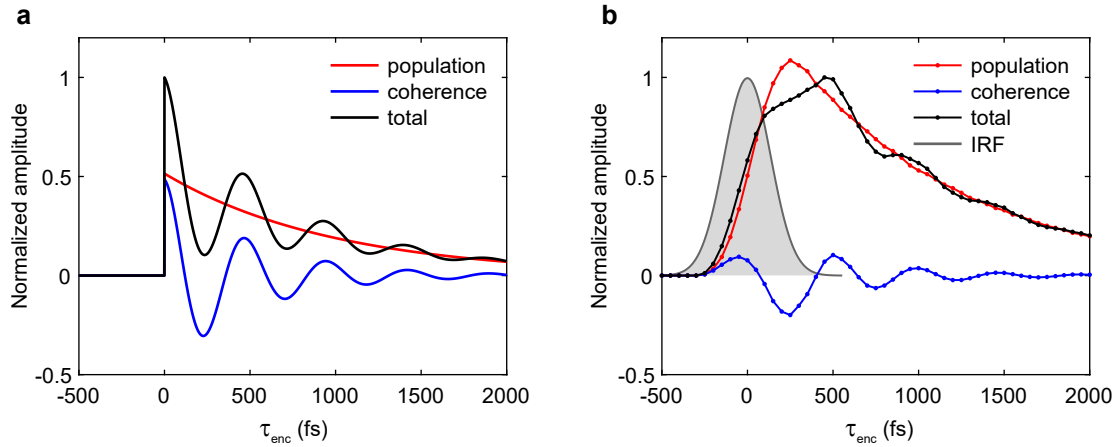 a
Normalized amplitude
1
0.5
0
-0.5
-500
0
500
1000
1500
2000
τenc (fs)
population
coherence
total
b
Normalized amplitude
1
0.5
0
-0.5
-500
0
500
1000
1500
2000
τenc (fs)
population
coherence
total
IRF